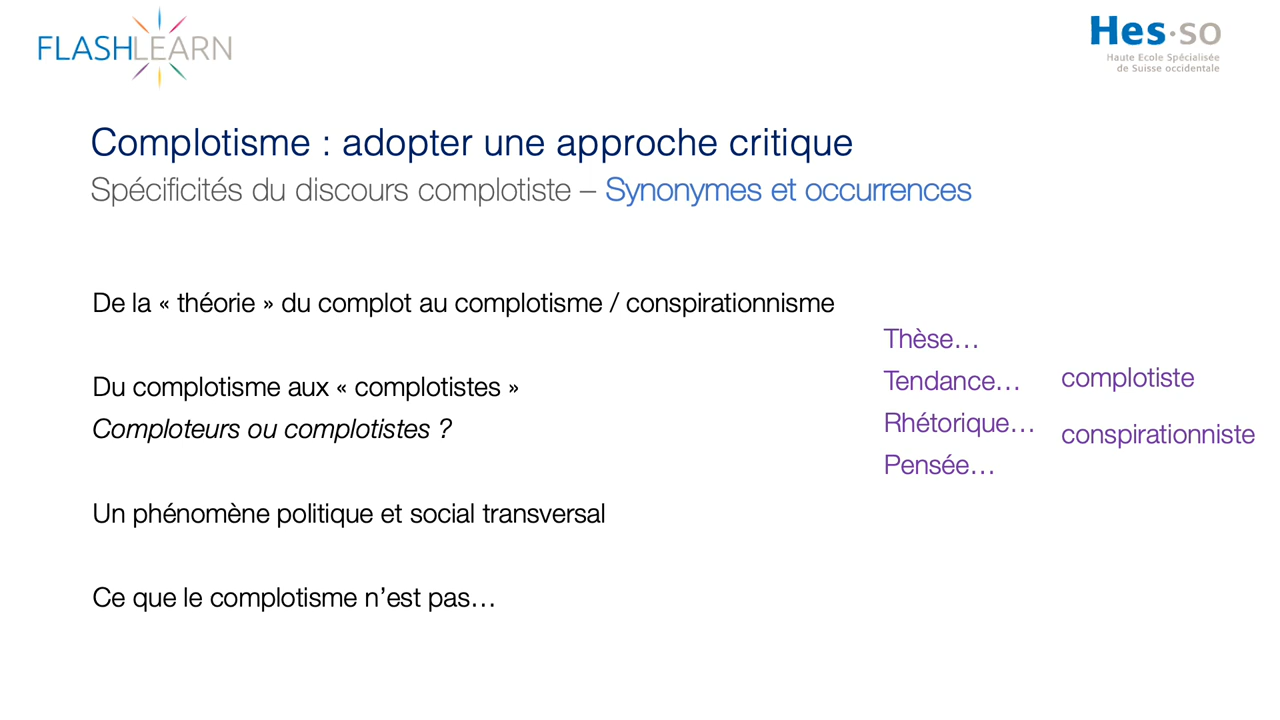 FLASHLEARN
Hes·so
Haute Ecole Spécialisée
de Suisse occidentale
Complotisme : adopter une approche critique
Spécificités du discours complotiste – Synonymes et occurrences
De la « théorie » du complot au complotisme / conspirationnisme
Du complotisme aux « complotistes »
Comploteurs ou complotistes ?
Un phénomène politique et social transversal
Ce que le complotisme n’est pas…
Thèse…
Tendance…
Rhétorique…
Pensée…
complotiste
conspirationniste